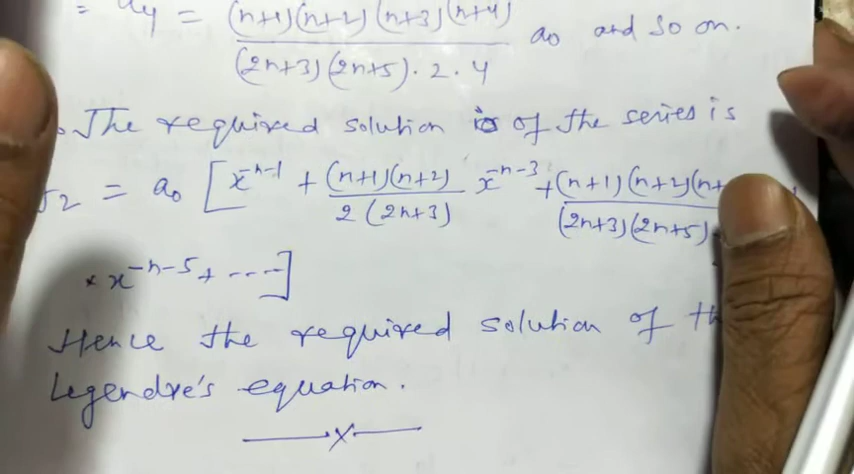 = a₄ = (n+1)(n+2)(n+3)(n+4) / (2n+3)(2n+5)·2·4 a₀ and so on.
The required solution is of the series is
2 = a₀ [x^-n-1 + (n+1)(n+2) / 2(2n+3) x^-n-3 + (n+1)(n+2)(n+ / (2n+3)(2n+5)
× x^-n-5 + ----]
Hence the required solution of th
Legendre's equation.
—x—